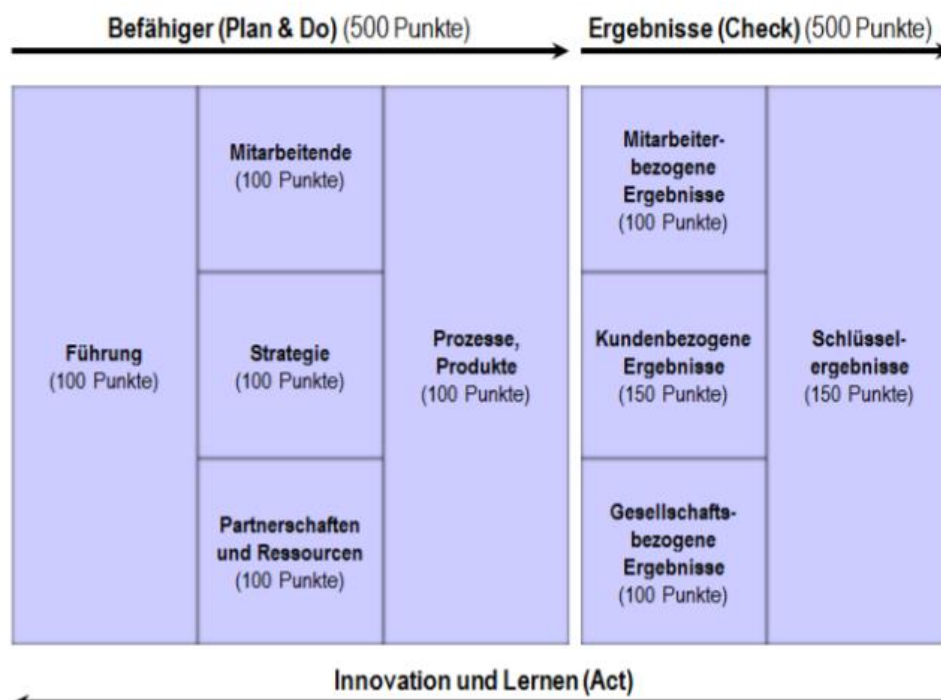 Befähiger (Plan & Do) (500 Punkte)
Ergebnisse (Check) (500 Punkte)
Führung
(100 Punkte)
Mitarbeitende
(100 Punkte)
Strategie
(100 Punkte)
Partnerschaften
und Ressourcen
(100 Punkte)
Prozesse,
Produkte
(100 Punkte)
Mitarbeiter-
bezogene
Ergebnisse
(100 Punkte)
Kundenbezogene
Ergebnisse
(150 Punkte)
Gesellschafts-
bezogene
Ergebnisse
(100 Punkte)
Schlüssel-
ergebnisse
(150 Punkte)
Innovation und Lernen (Act)